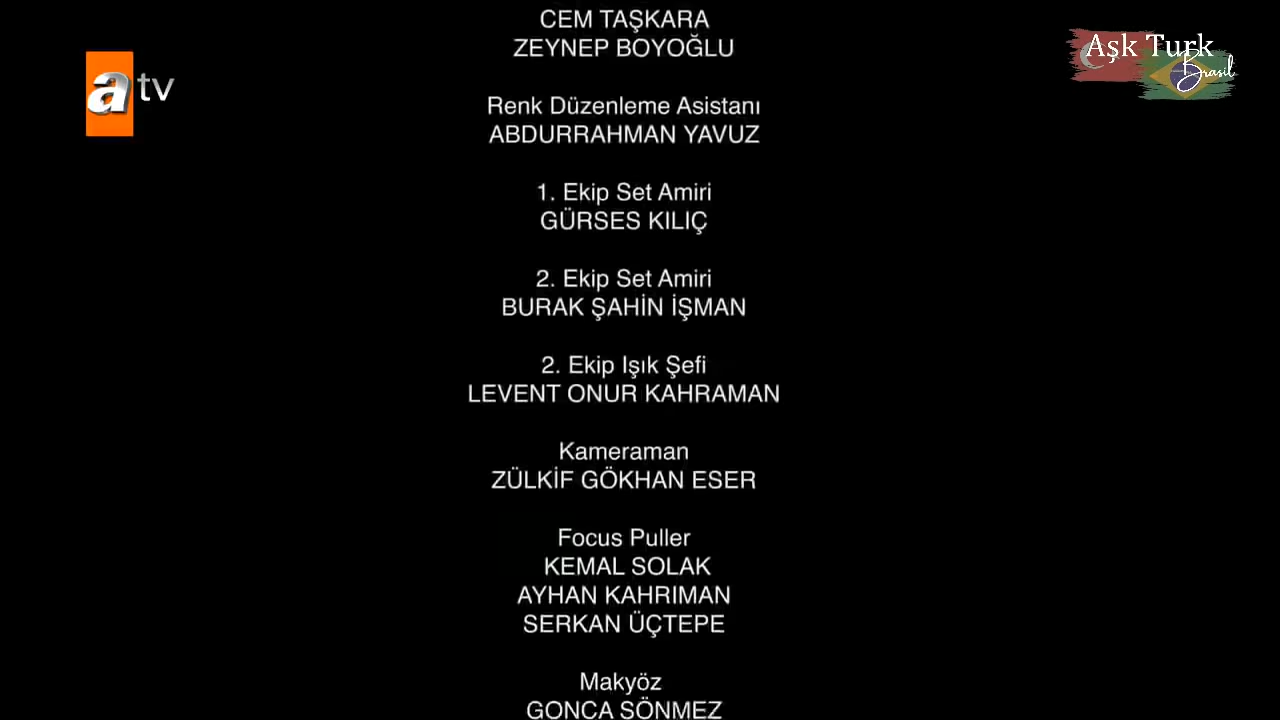 CEM TAŞKARA
ZEYNEP BOYOĞLU
Aşk Turk
Brasil
atv
Renk Düzenleme Asistanı
ABDURRAHMAN YAVUZ
1. Ekip Set Amiri
GÜRSES KILIÇ
2. Ekip Set Amiri
BURAK ŞAHİN İŞMAN
2. Ekip Işık Şefi
LEVENT ONUR KAHRAMAN
Kameraman
ZÜLKİF GÖKHAN ESER
Focus Puller
KEMAL SOLAK
AYHAN KAHRIMAN
SERKAN ÜÇTEPE
Makyöz
GONCA SÖNMEZ